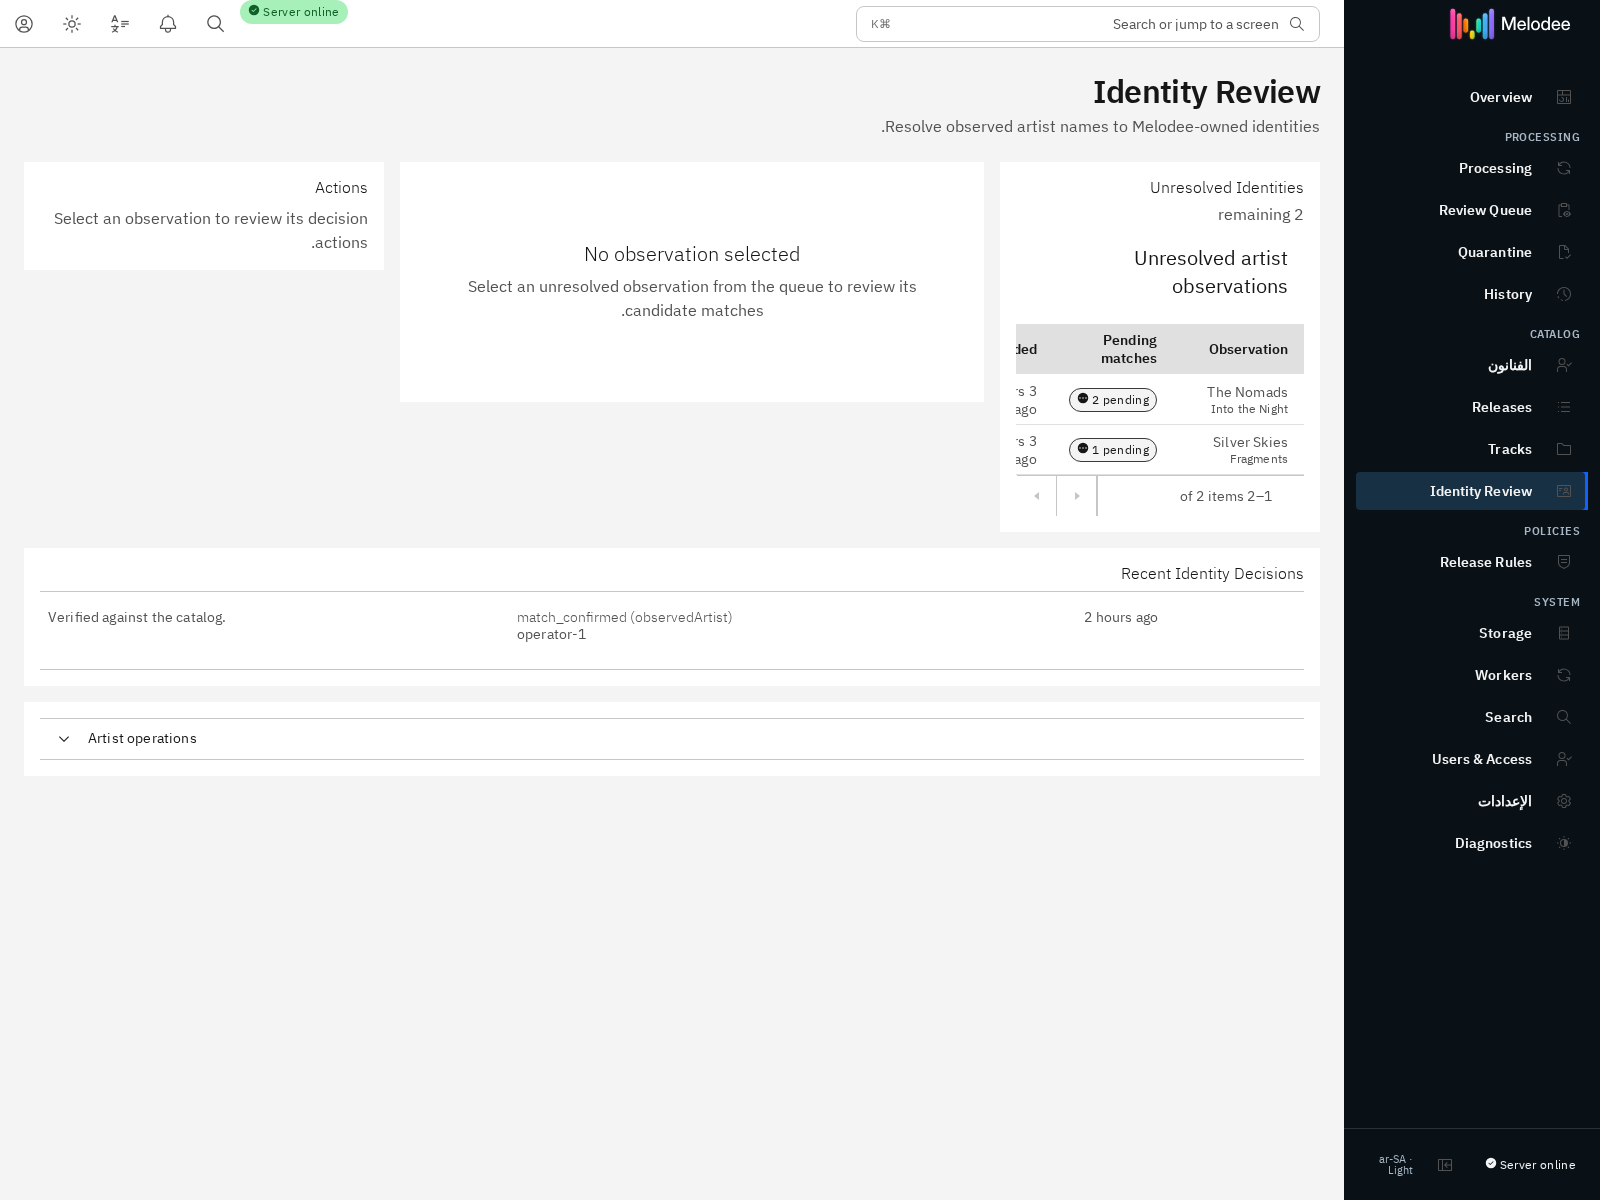 Melodee
Overview
PROCESSING
Processing
Review Queue
Quarantine
History
CATALOG
الفنانون
Releases
Tracks
Identity Review
POLICIES
Release Rules
SYSTEM
Storage
Workers
Search
Users & Access
الإعدادات
Diagnostics
Server online
ar-SA ·
Light
Search or jump to a screen
K⌘
Server online
Identity Review
.Resolve observed artist names to Melodee-owned identities
Unresolved Identities
remaining 2
Unresolved artist
observations
Observation
Pending
matches
The Nomads
Into the Night
2 pending
rs 3
ago
Silver Skies
Fragments
1 pending
rs 3
ago
of 2 items 2–1
No observation selected
Select an unresolved observation from the queue to review its
.candidate matches
Actions
Select an observation to review its decision
.actions
Recent Identity Decisions
2 hours ago
match_confirmed (observedArtist)
operator-1
Verified against the catalog.
Artist operations